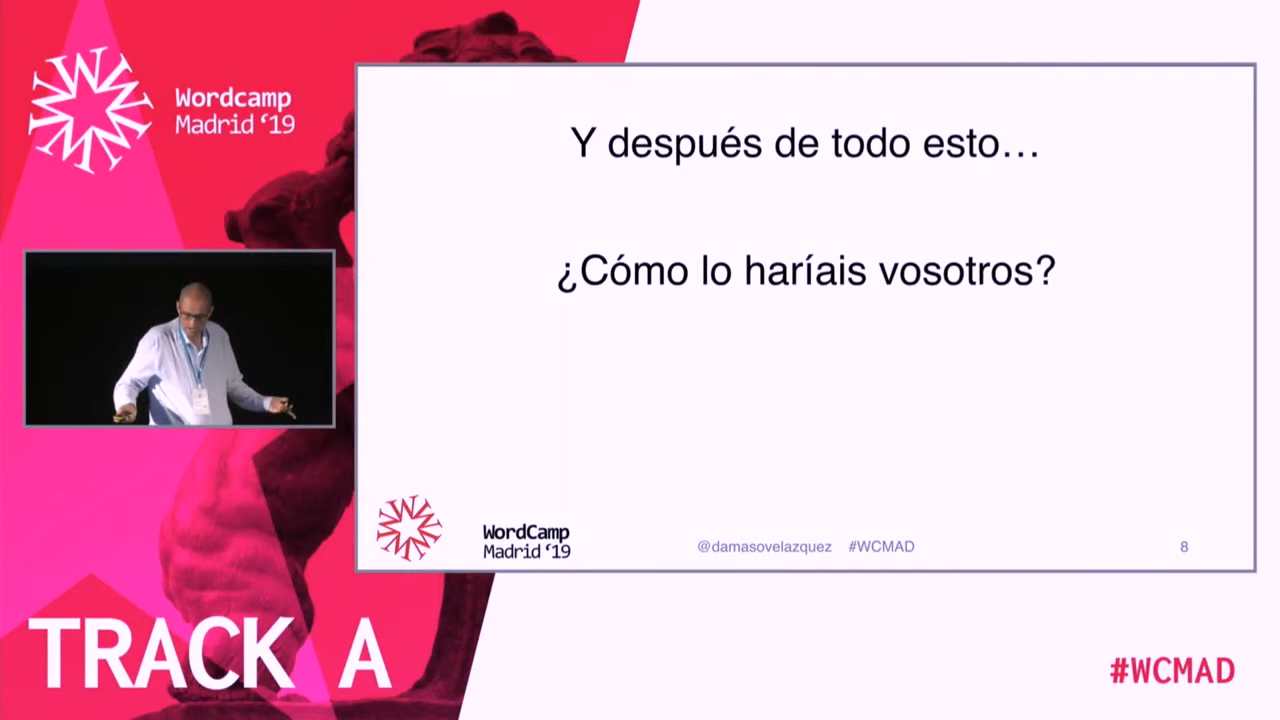 Wordcamp
Madrid ‘19
Y después de todo esto…
¿Cómo lo haríais vosotros?
WordCamp
Madrid ‘19
@damasovelazquez #WCMAD
8
TRACK A
#WCMAD